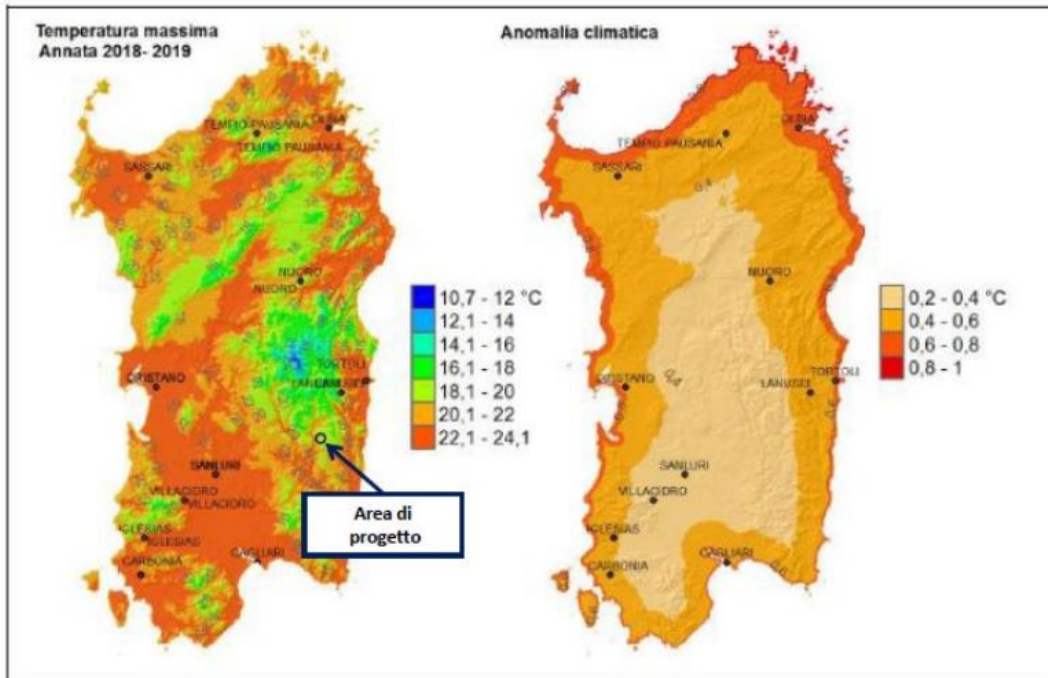 Temperatura massima
Annata 2018- 2019
TEMPIO PAUSANIA
OLBIA
TEMPIO PAUSANIA
SASSARI
NUORO
NUORO
TORTOLI
ORISTANO
SANLURI
VILLACIDRO
VILLACIDRO
IGLESIAS
IGLESIAS
CARBONIA
CAGLIARI
10,7 - 12 °C
12,1 - 14
14,1 - 16
16,1 - 18
18,1 - 20
20,1 - 22
22,1 - 24,1
Area di
progetto
Anomalia climatica
OLBIA
TEMPIO PAUSANIA
SASSARI
NUORO
ORISTANO
TORTOLI
LANUSEI
SANLURI
VILLACIDRO
IGLESIAS
CAGLIARI
CARBONIA
0,2 - 0,4 °C
0,4 - 0,6
0,6 - 0,8
0,8 - 1